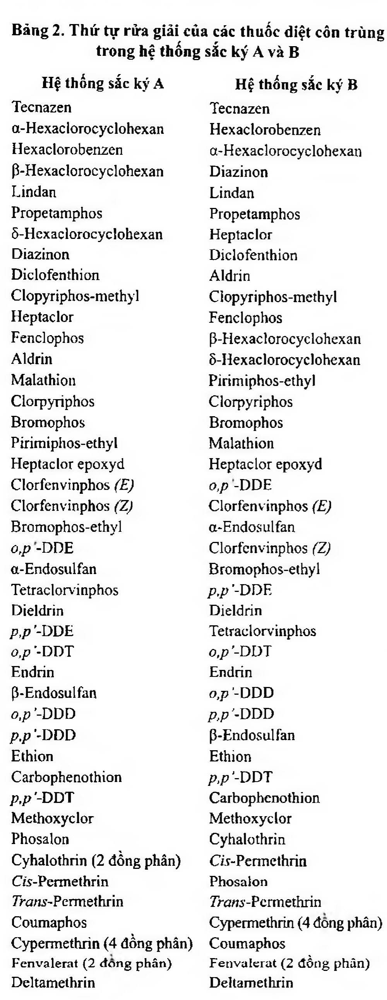 Bảng 2. Thứ tự rửa giải của các thuốc diệt côn trùng
trong hệ thống sắc ký A và B
Hệ thống sắc ký A Hệ thống sắc ký B
Tecnazen Tecnazen
α-Hexaclorocyclohexan Hexaclorobenzen
Hexaclorobenzen α-Hexaclorocyclohexan
β-Hexaclorocyclohexan Diazinon
Lindan Lindan
Propetamphos Propetamphos
δ-Hexaclorocyclohexan Heptaclor
Diazinon Diclofenthion
Diclofenthion Aldrin
Clopyriphos-methyl Clopyriphos-methyl
Heptaclor Fenclophos
Fenclophos β-Hexaclorocyclohexan
Aldrin δ-Hexaclorocyclohexan
Malathion Pirimiphos-ethyl
Clorpyriphos Clorpyriphos
Bromophos Bromophos
Pirimiphos-ethyl Malathion
Heptaclor epoxyd Heptaclor epoxyd
Clorfenvinphos (E) o,p'-DDE
Clorfenvinphos (Z) Clorfenvinphos (E)
Bromophos-ethyl α-Endosulfan
o,p'-DDE Clorfenvinphos (Z)
α-Endosulfan Bromophos-ethyl
Tetraclorvinphos p,p'-DDE
Dieldrin Dieldrin
p,p'-DDE Tetraclorvinphos
o,p'-DDT o,p'-DDT
Endrin Endrin
β-Endosulfan o,p'-DDD
o,p'-DDD p,p'-DDD
p,p'-DDD β-Endosulfan
Ethion Ethion
Carbophenothion p,p'-DDT
p,p'-DDT Carbophenothion
Methoxyclor Methoxyclor
Phosalon Cyhalothrin
Cyhalothrin (2 đồng phân) Cis-Permethrin
Cis-Permethrin Phosalon
Trans-Permethrin Trans-Permethrin
Coumaphos Cypermethrin (4 đồng phân)
Cypermethrin (4 đồng phân) Coumaphos
Fenvalerat (2 đồng phân) Fenvalerat (2 đồng phân)
Deltamethrin Deltamethrin